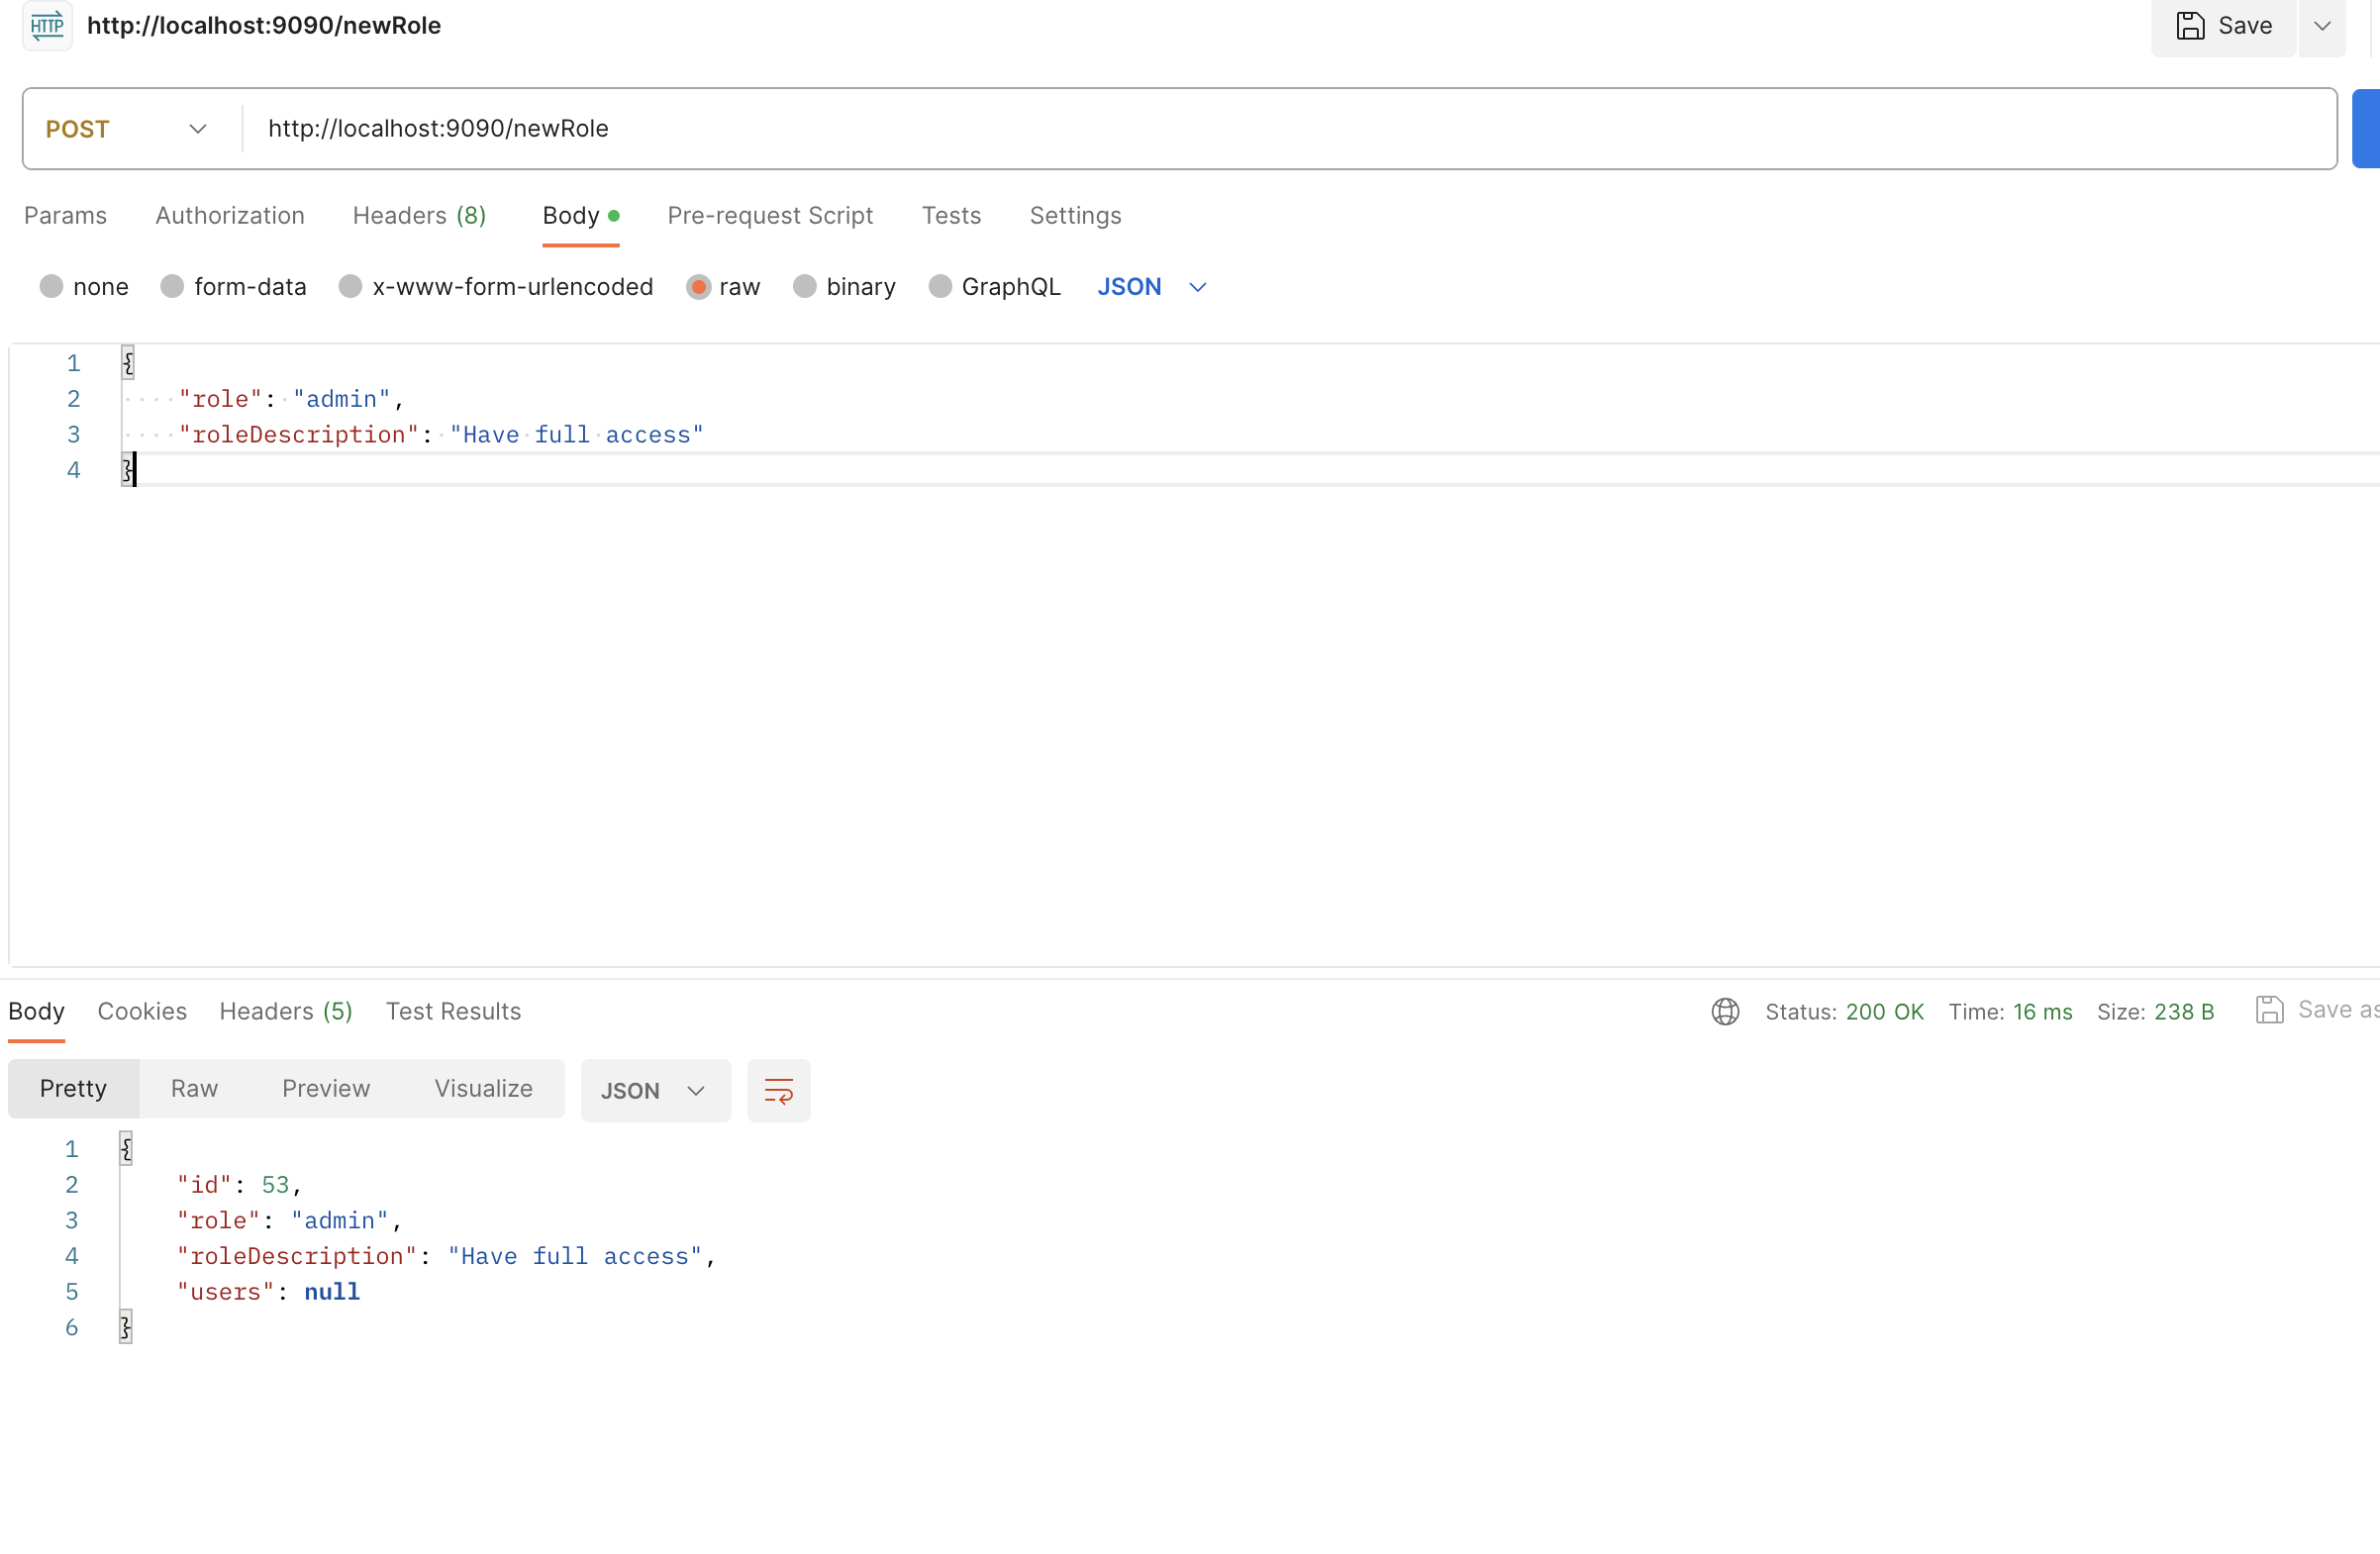 HTTP http://localhost:9090/newRole Save
POST http://localhost:9090/newRole
Params Authorization Headers (8) Body Pre-request Script Tests Settings
none form-data x-www-form-urlencoded raw binary GraphQL JSON
1 {
2 "role": "admin",
3 "roleDescription": "Have full access"
4 }
Body Cookies Headers (5) Test Results Status: 200 OK Time: 16 ms Size: 238 B Save as
Pretty Raw Preview Visualize JSON
1 {
2 "id": 53,
3 "role": "admin",
4 "roleDescription": "Have full access",
5 "users": null
6 }